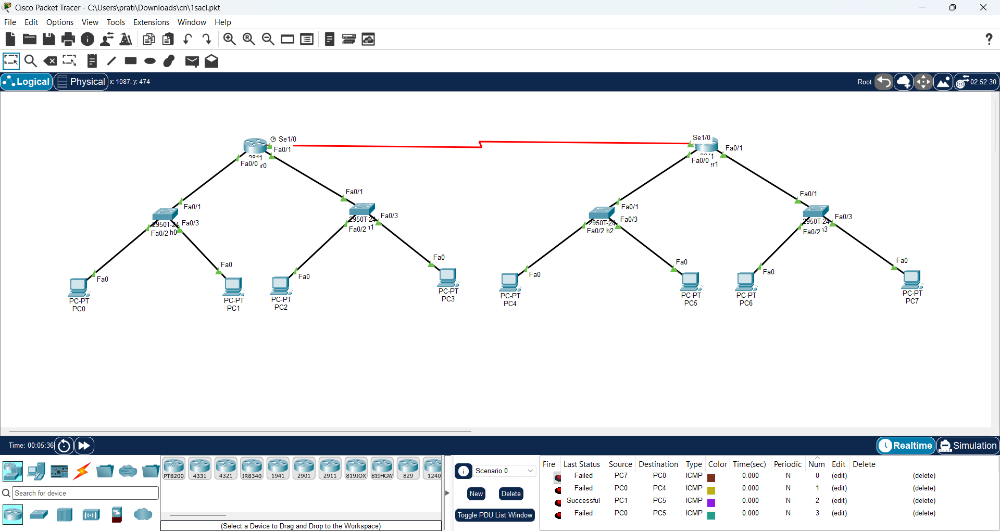 Cisco Packet Tracer - C:\Users\prati\Downloads\cn\1sacl.pkt
File Edit Options View Tools Extensions Window Help
Logical Physical x: 1087, y: 474 Root 02:52:30
Se1/0
Fa0/1
Fa0/0
er0
Se1/0
Fa0/1
Fa0/0
er1
Fa0/1
2950T-24
Fa0/3
Fa0/2 h0
Fa0/1
Fa0/3
2950T-24
Fa0/2
Fa0/1
Fa0/3
2950T-24
Fa0/2 h2
Fa0/1
Fa0/3
2950T-24
Fa0/2
Fa0
PC-PT
PC0
Fa0
PC-PT
PC1
Fa0
PC-PT
PC2
Fa0
PC-PT
PC3
Fa0
PC-PT
PC4
Fa0
PC-PT
PC5
Fa0
PC-PT
PC6
Fa0
PC-PT
PC7
Time: 00:05:36 Realtime Simulation
PT8200 4331 4321 IR8340 1941 2901 2911 819IOX 819HGW 829 1240
Search for device
(Select a Device to Drag and Drop to the Workspace)
Scenario 0
New Delete
Toggle PDU List Window
Fire Last Status Source Destination Type Color Time(sec) Periodic Num Edit Delete
Failed PC7 PC0 ICMP 0.000 N 0 (edit) (delete)
Failed PC0 PC4 ICMP 0.000 N 1 (edit) (delete)
Successful PC1 PC5 ICMP 0.000 N 2 (edit) (delete)
Failed PC0 PC5 ICMP 0.000 N 3 (edit) (delete)